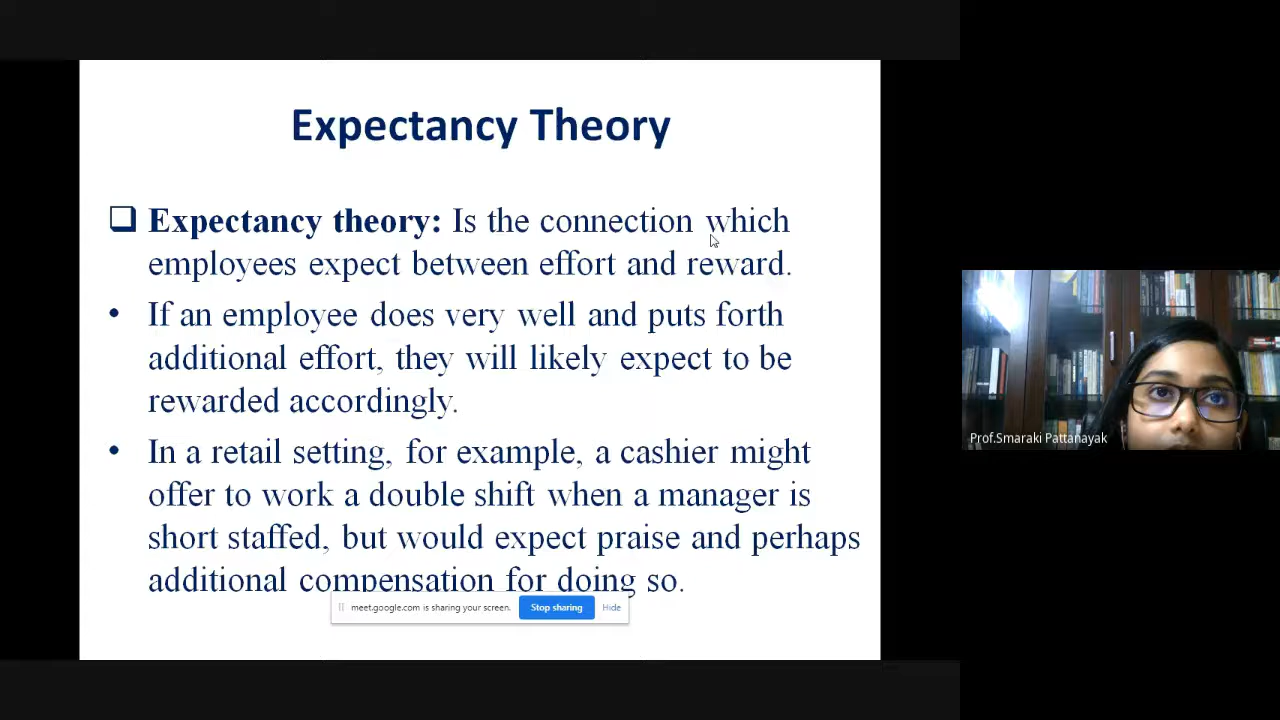 Expectancy Theory
Expectancy theory: Is the connection which
employees expect between effort and reward.
• If an employee does very well and puts forth
additional effort, they will likely expect to be
rewarded accordingly.
• In a retail setting, for example, a cashier might
offer to work a double shift when a manager is
short staffed, but would expect praise and perhaps
additional compensation for doing so.
meet.google.com is sharing your screen. Stop sharing Hide
Prof.Smaraki Pattanayak